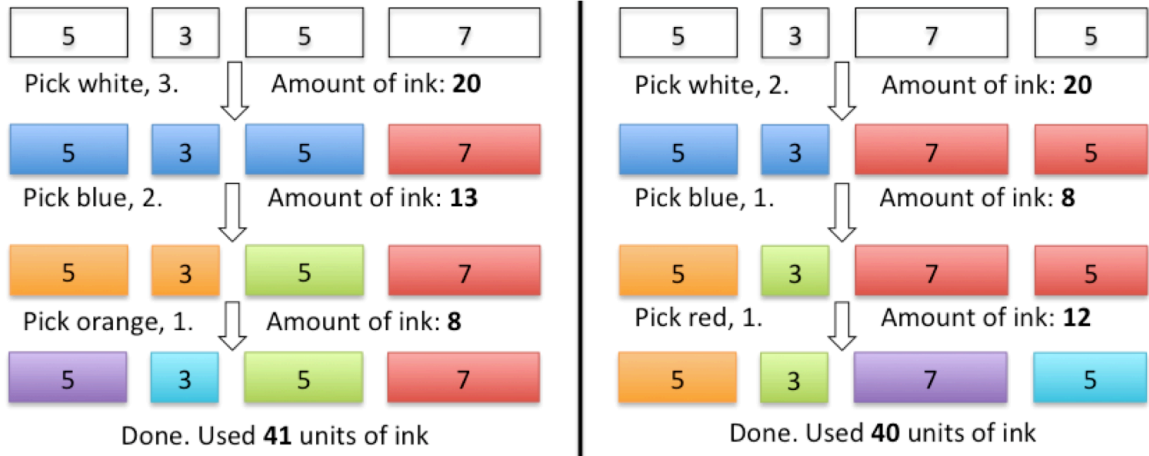 5 3 5 7
Pick white, 3. Amount of ink: 20
5 3 5 7
Pick blue, 2. Amount of ink: 13
5 3 5 7
Pick orange, 1. Amount of ink: 8
5 3 5 7
Done. Used 41 units of ink
5 3 7 5
Pick white, 2. Amount of ink: 20
5 3 7 5
Pick blue, 1. Amount of ink: 8
5 3 7 5
Pick red, 1. Amount of ink: 12
5 3 7 5
Done. Used 40 units of ink